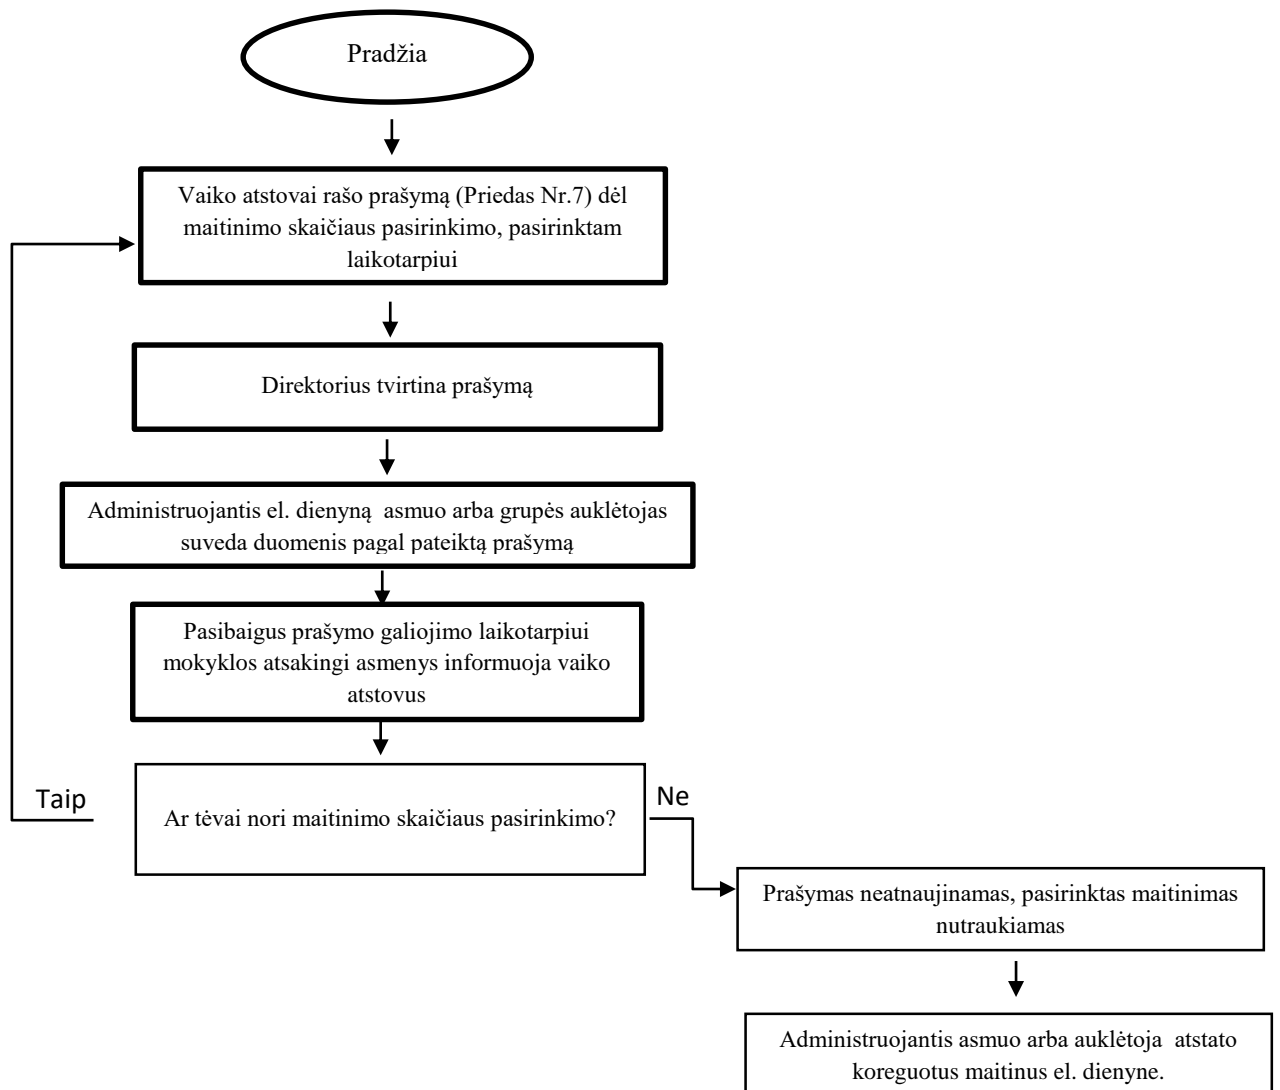 Pradžia
Vaiko atstovai rašo prašymą (Priedas Nr.7) dėl
maitinimo skaičiaus pasirinkimo, pasirinktam
laikotarpiui
Direktorius tvirtina prašymą
Administruojantis el. dienyną asmuo arba grupės auklėtojas
suveda duomenis pagal pateiktą prašymą
Pasibaigus prašymo galiojimo laikotarpiui
mokyklos atsakingi asmenys informuoja vaiko
atstovus
Taip
Ar tėvai nori maitinimo skaičiaus pasirinkimo?
Ne
Prašymas neatnaujinamas, pasirinktas maitinimas
nutraukiamas
Administruojantis asmuo arba auklėtoja atstato
koreguotus maitinus el. dienyne.